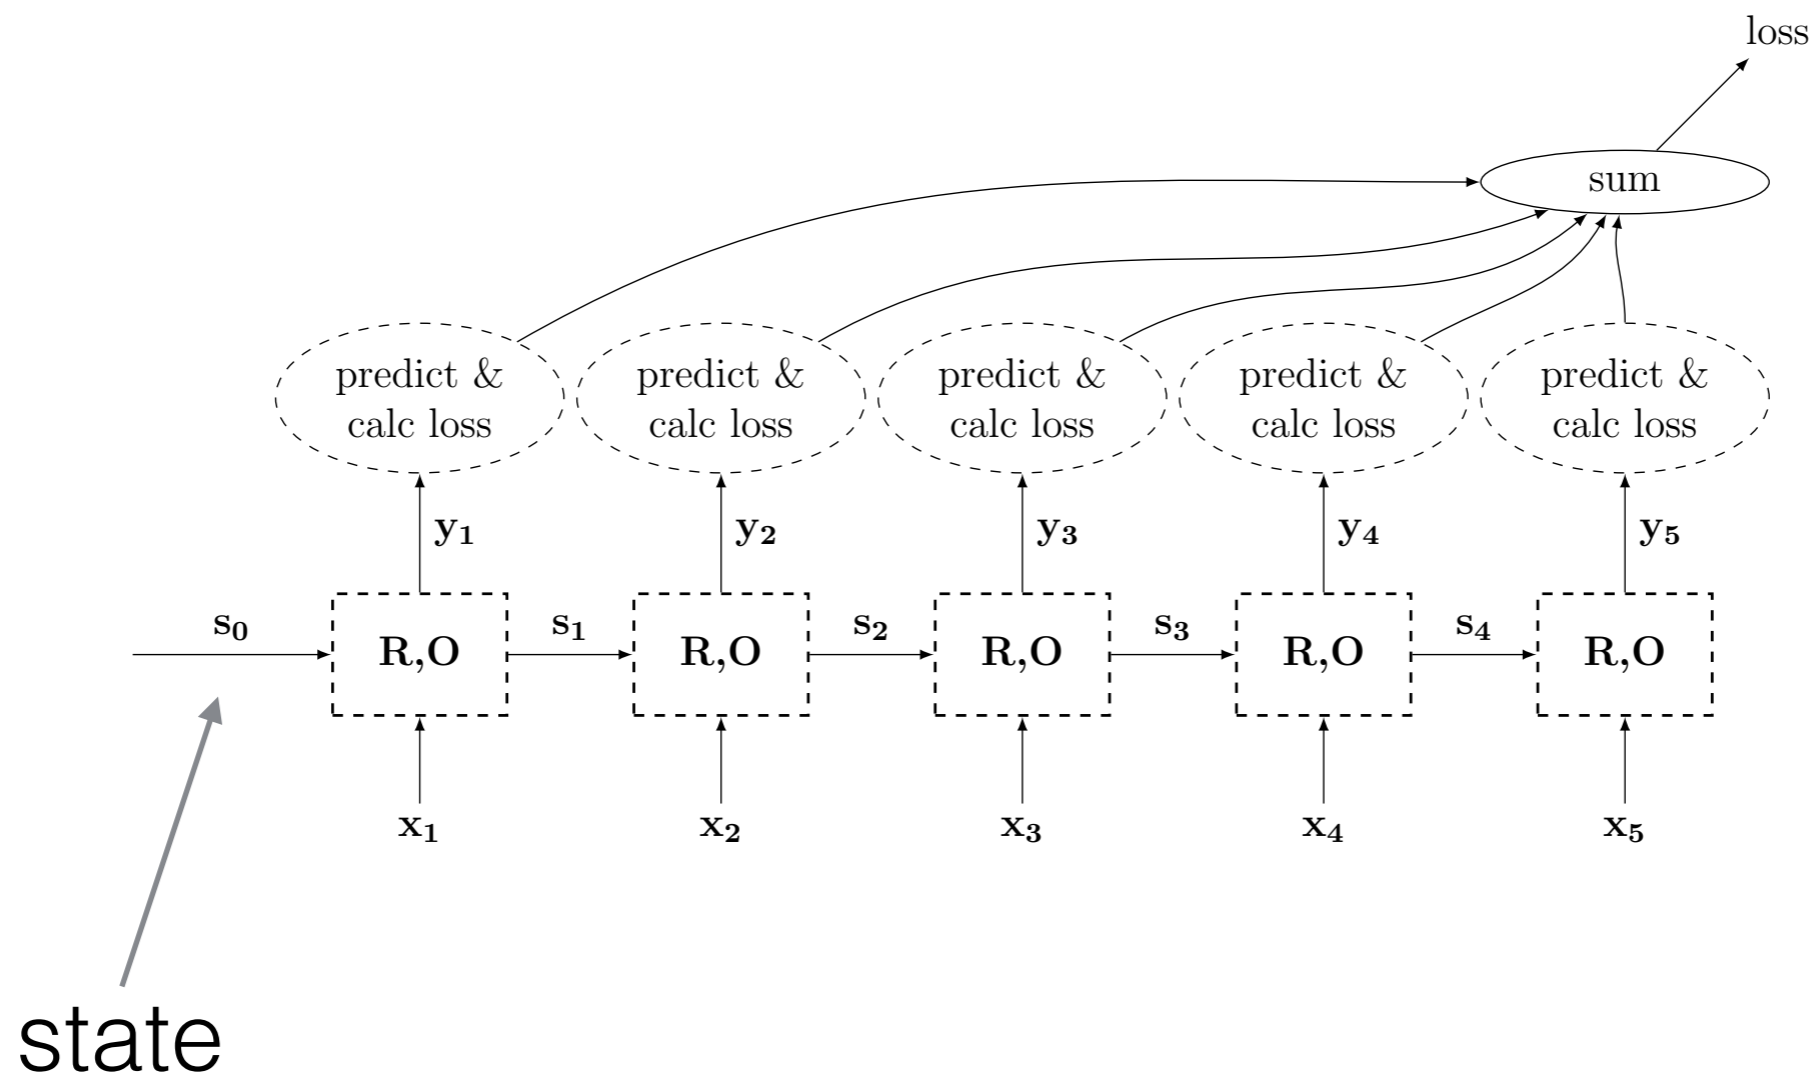 loss
sum
predict &
calc loss
predict &
calc loss
predict &
calc loss
predict &
calc loss
predict &
calc loss
y₁
y₂
y₃
y₄
y₅
s₀
R,O
s₁
R,O
s₂
R,O
s₃
R,O
s₄
R,O
x₁
x₂
x₃
x₄
x₅
state